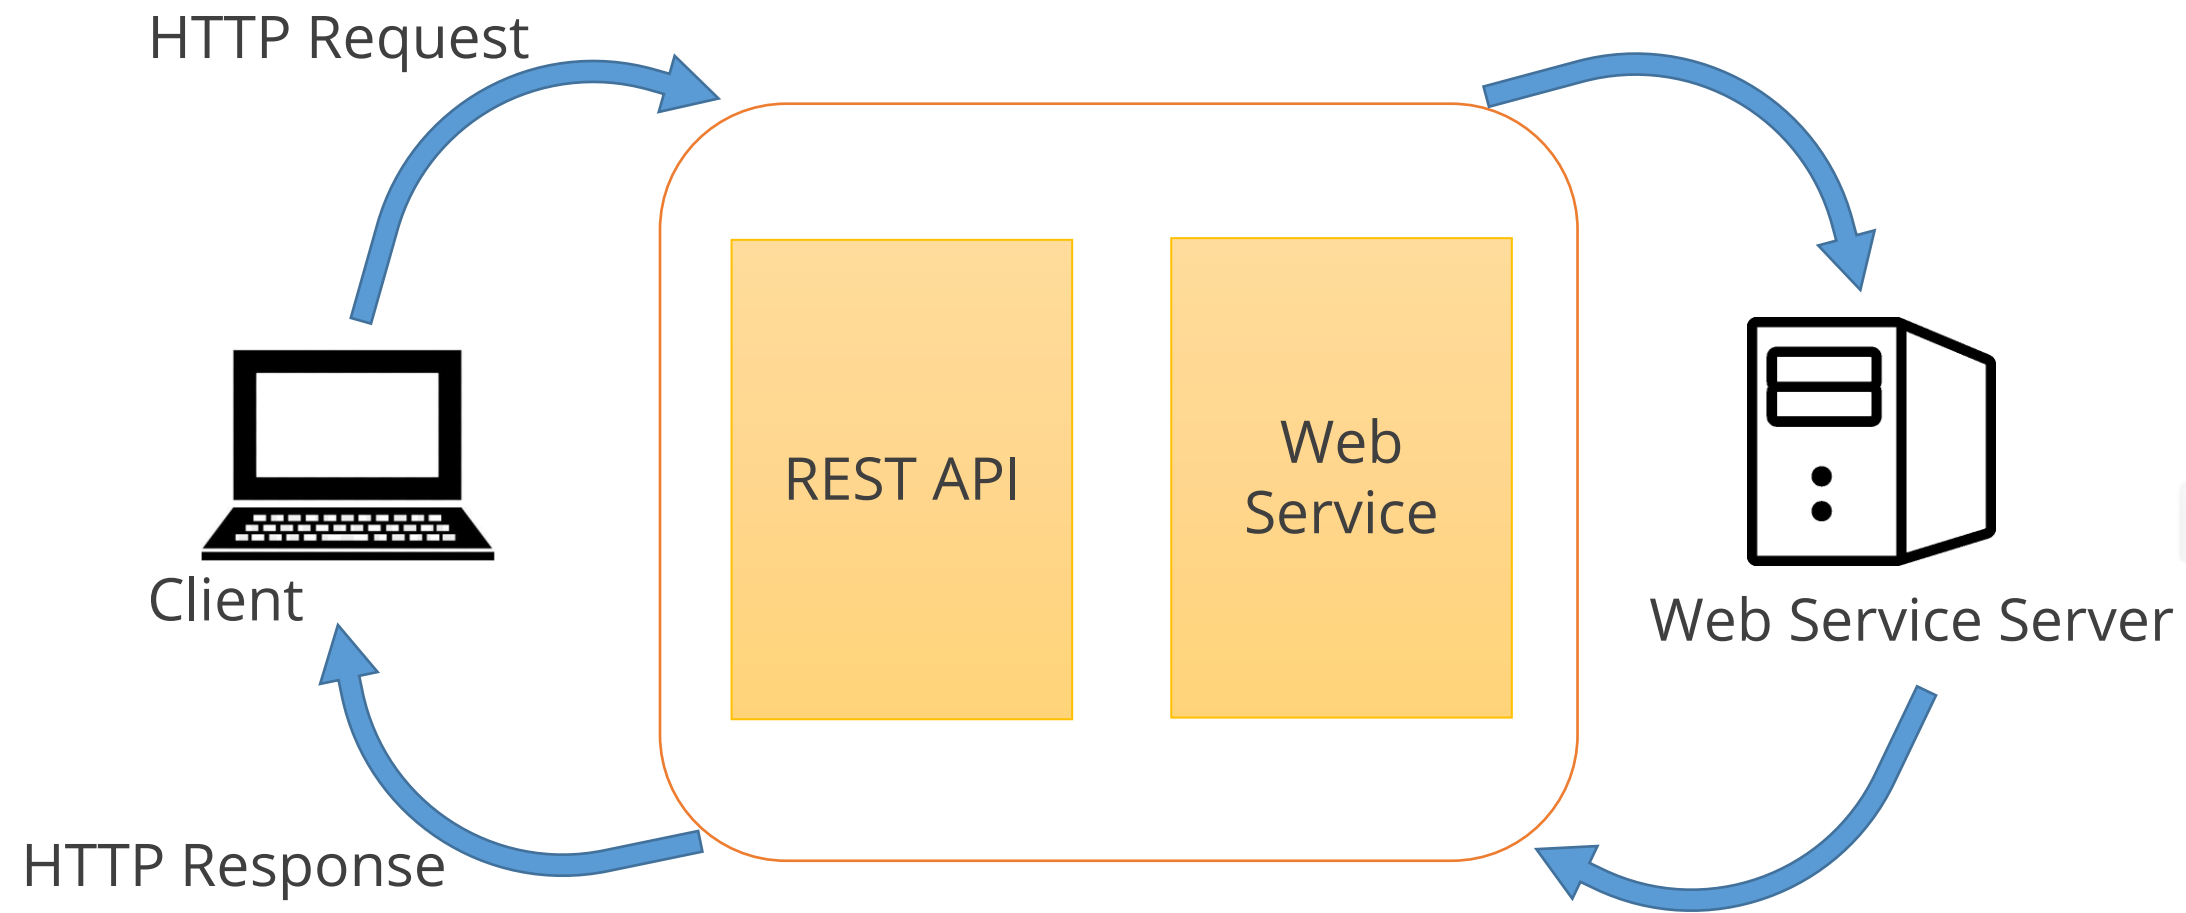 HTTP Request
REST API
Web
Service
Client
Web Service Server
HTTP Response